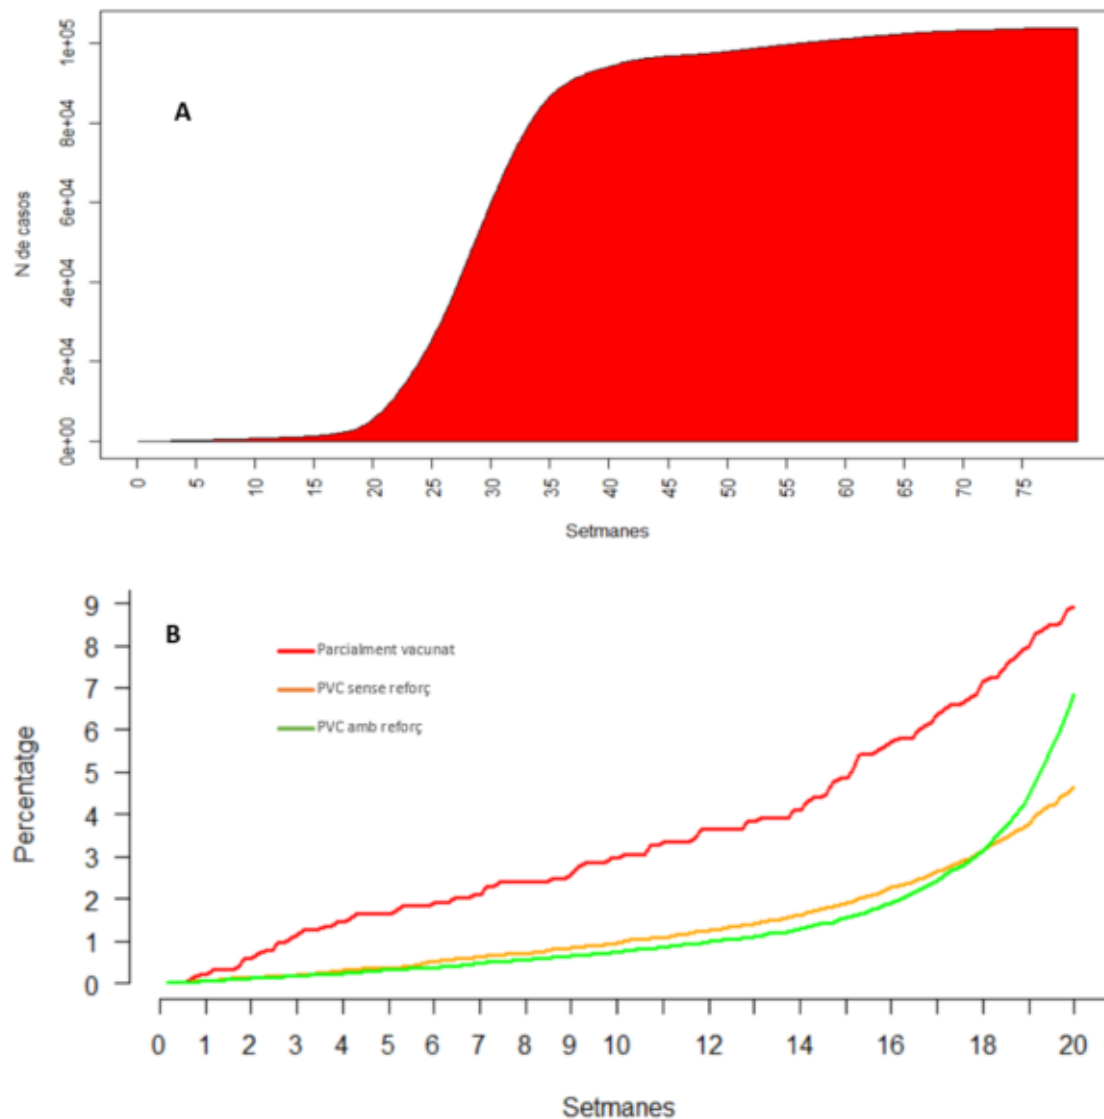 A
N de casos
1e+05
8e+04
6e+04
4e+04
2e+04
0e+00
0 5 10 15 20 25 30 35 40 45 50 55 60 65 70 75
Setmanes
B
Parcialment vacunat
PVC sense reforç
PVC amb reforç
Percentatge
9
8
7
6
5
4
3
2
1
0
0 1 2 3 4 5 6 7 8 9 10 12 14 16 18 20
Setmanes